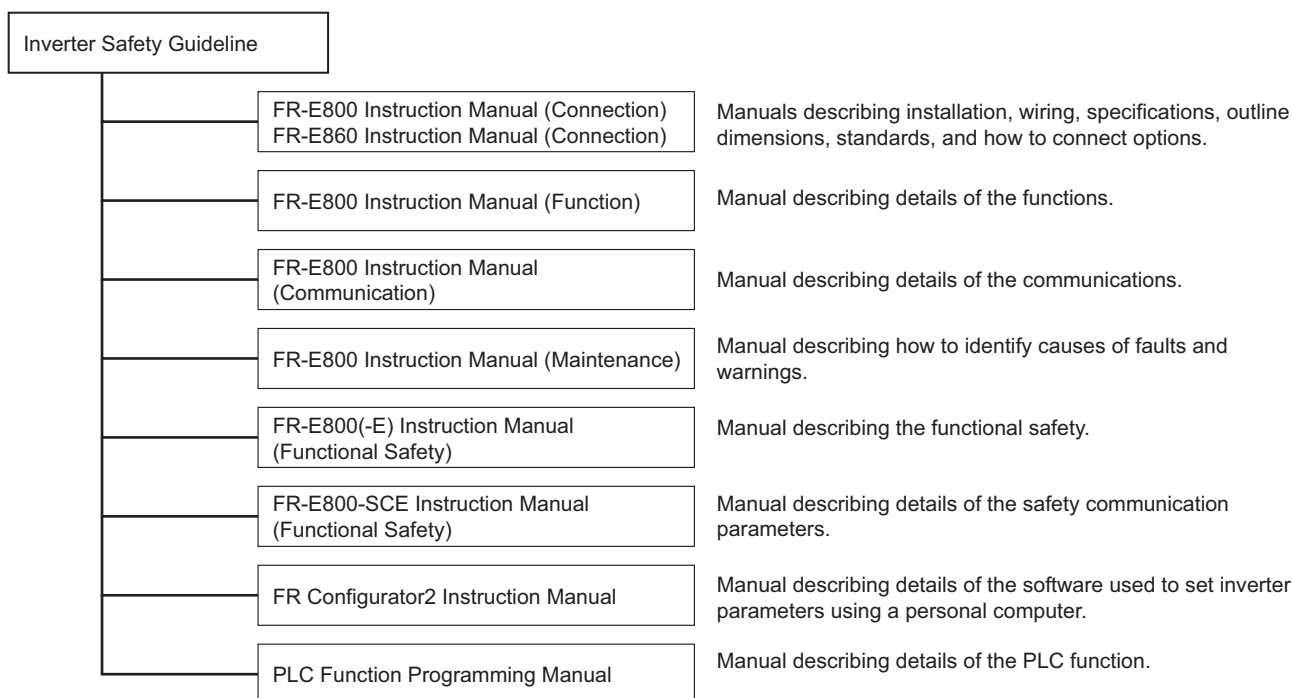 Inverter Safety Guideline
FR-E800 Instruction Manual (Connection)
FR-E860 Instruction Manual (Connection)
Manuals describing installation, wiring, specifications, outline
dimensions, standards, and how to connect options.
FR-E800 Instruction Manual (Function)
Manual describing details of the functions.
FR-E800 Instruction Manual
(Communication)
Manual describing details of the communications.
FR-E800 Instruction Manual (Maintenance)
Manual describing how to identify causes of faults and
warnings.
FR-E800(-E) Instruction Manual
(Functional Safety)
Manual describing the functional safety.
FR-E800-SCE Instruction Manual
(Functional Safety)
Manual describing details of the safety communication
parameters.
FR Configurator2 Instruction Manual
Manual describing details of the software used to set inverter
parameters using a personal computer.
PLC Function Programming Manual
Manual describing details of the PLC function.